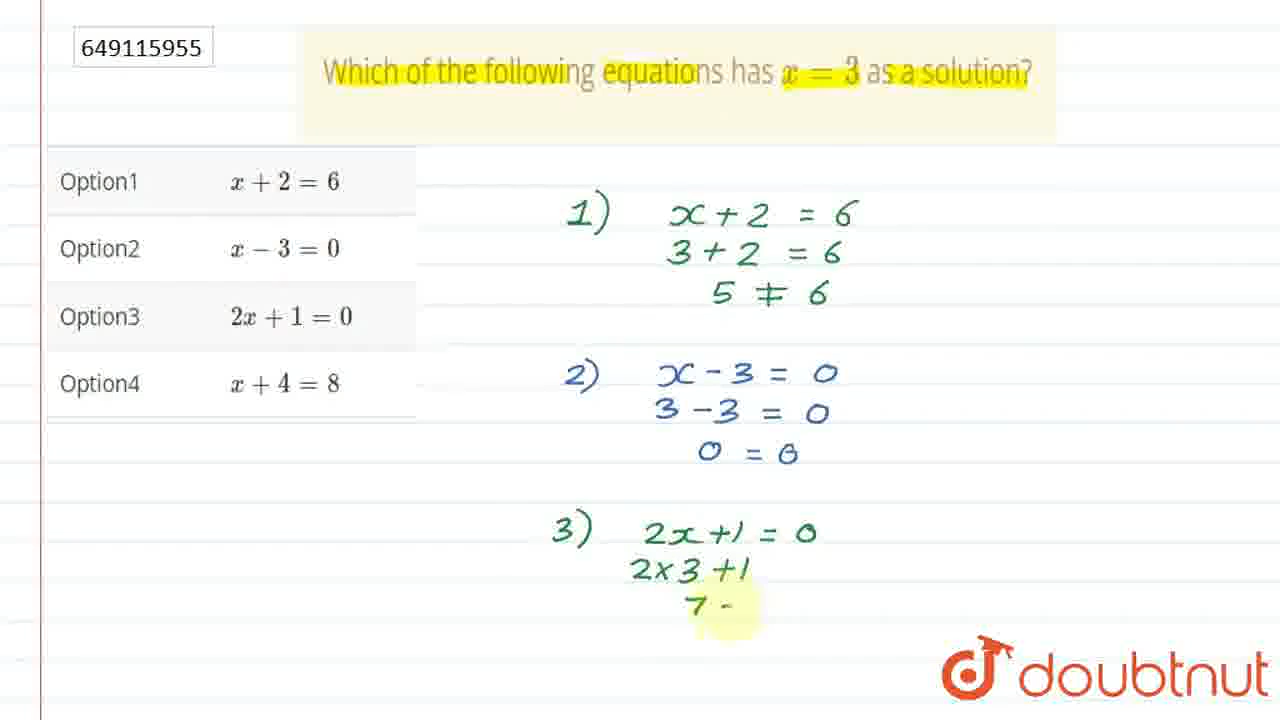 649115955
Which of the following equations has x = 3 as a solution?
Option1 x + 2 = 6
Option2 x − 3 = 0
Option3 2x + 1 = 0
Option4 x + 4 = 8
1) x + 2 = 6
3 + 2 = 6
5 ≠ 6
2) x - 3 = 0
3 - 3 = 0
0 = 0
3) 2x + 1 = 0
2 × 3 + 1
7 -
doubtnut